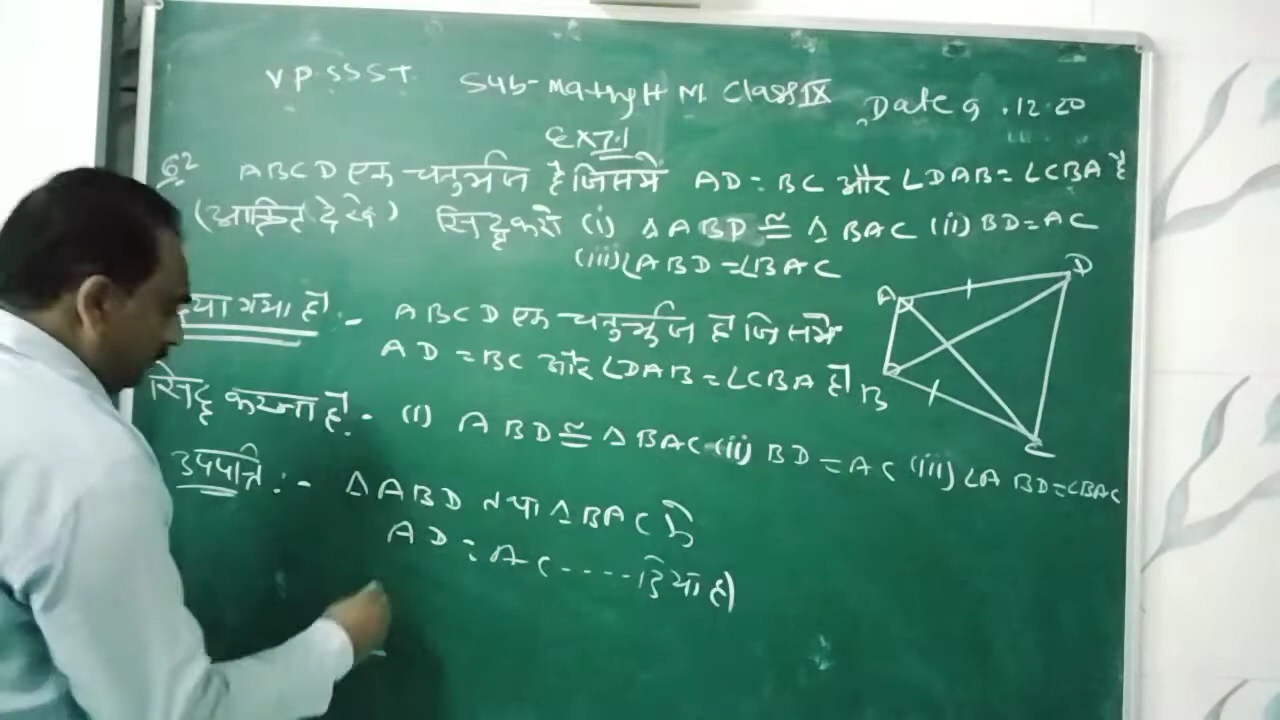 VPSSST Sub-Maths H M. Class IX Date 9.12.20
Ex 7.1
Q2 ABCD एक चतुर्भुज है जिसमें AD = BC और ∠DAB = ∠CBA है
(आकृति देखें) सिद्ध करो (i) △ABD ≅ △BAC (ii) BD = AC
(iii) ∠ABD = ∠BAC
दिया गया है:- ABCD एक चतुर्भुज है जिसमें
AD = BC और ∠DAB = ∠CBA है।
सिद्ध करना है:- (i) ABD ≅ △BAC (ii) BD = AC (iii) ∠ABD = ∠BAC
उपपत्ति:- △ABD तथा △BAC में
AD = AC ---- दिया है।
A
D
B
C